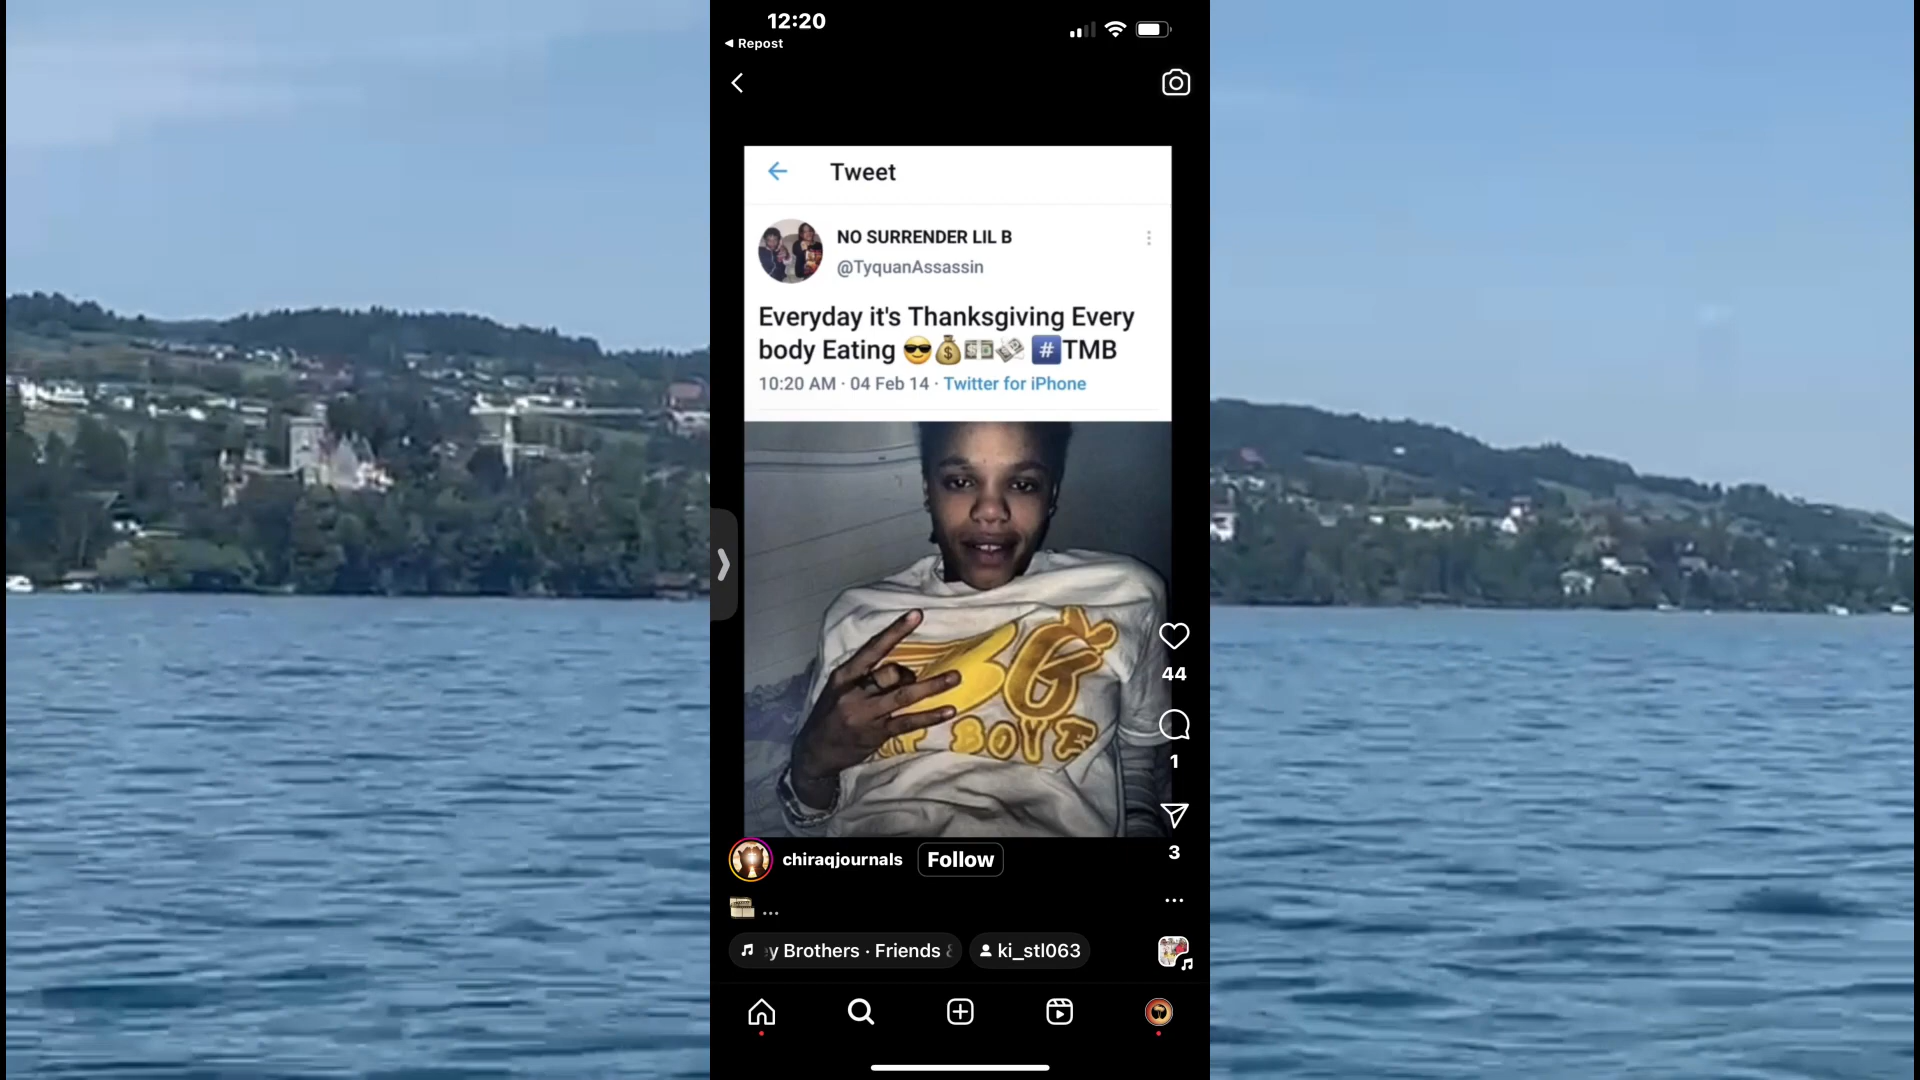 12:20
◀ Repost
Tweet
NO SURRENDER LIL B
@TyquanAssassin
Everyday it's Thanksgiving Every
body Eating 😎💰💵💸 #️⃣TMB
10:20 AM · 04 Feb 14 · Twitter for iPhone
BOYZ
44
1
3
chiraqjournals
Follow
...
y Brothers · Friends &
ki_stl063